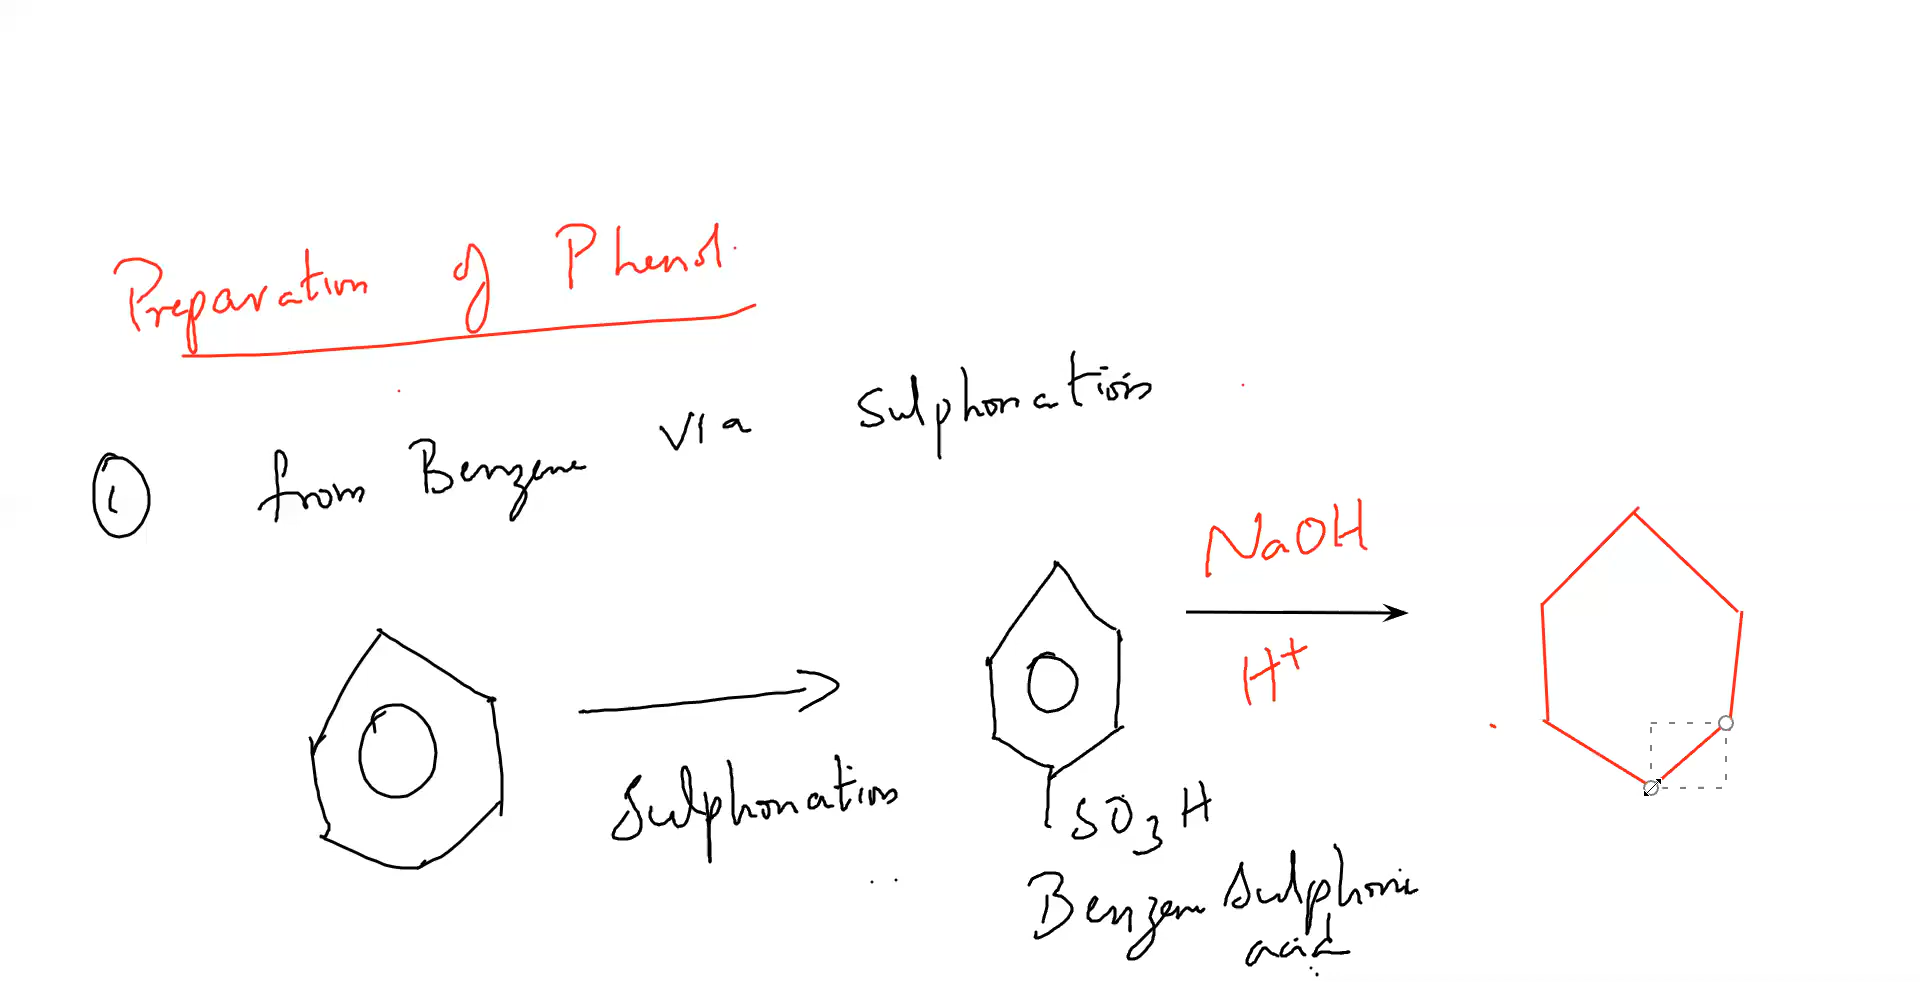 Preparation of Phenol.
① from Benzene via Sulphonation
NaOH
H⁺
Sulphonation
SO₃H
Benzene Sulphonic
acid